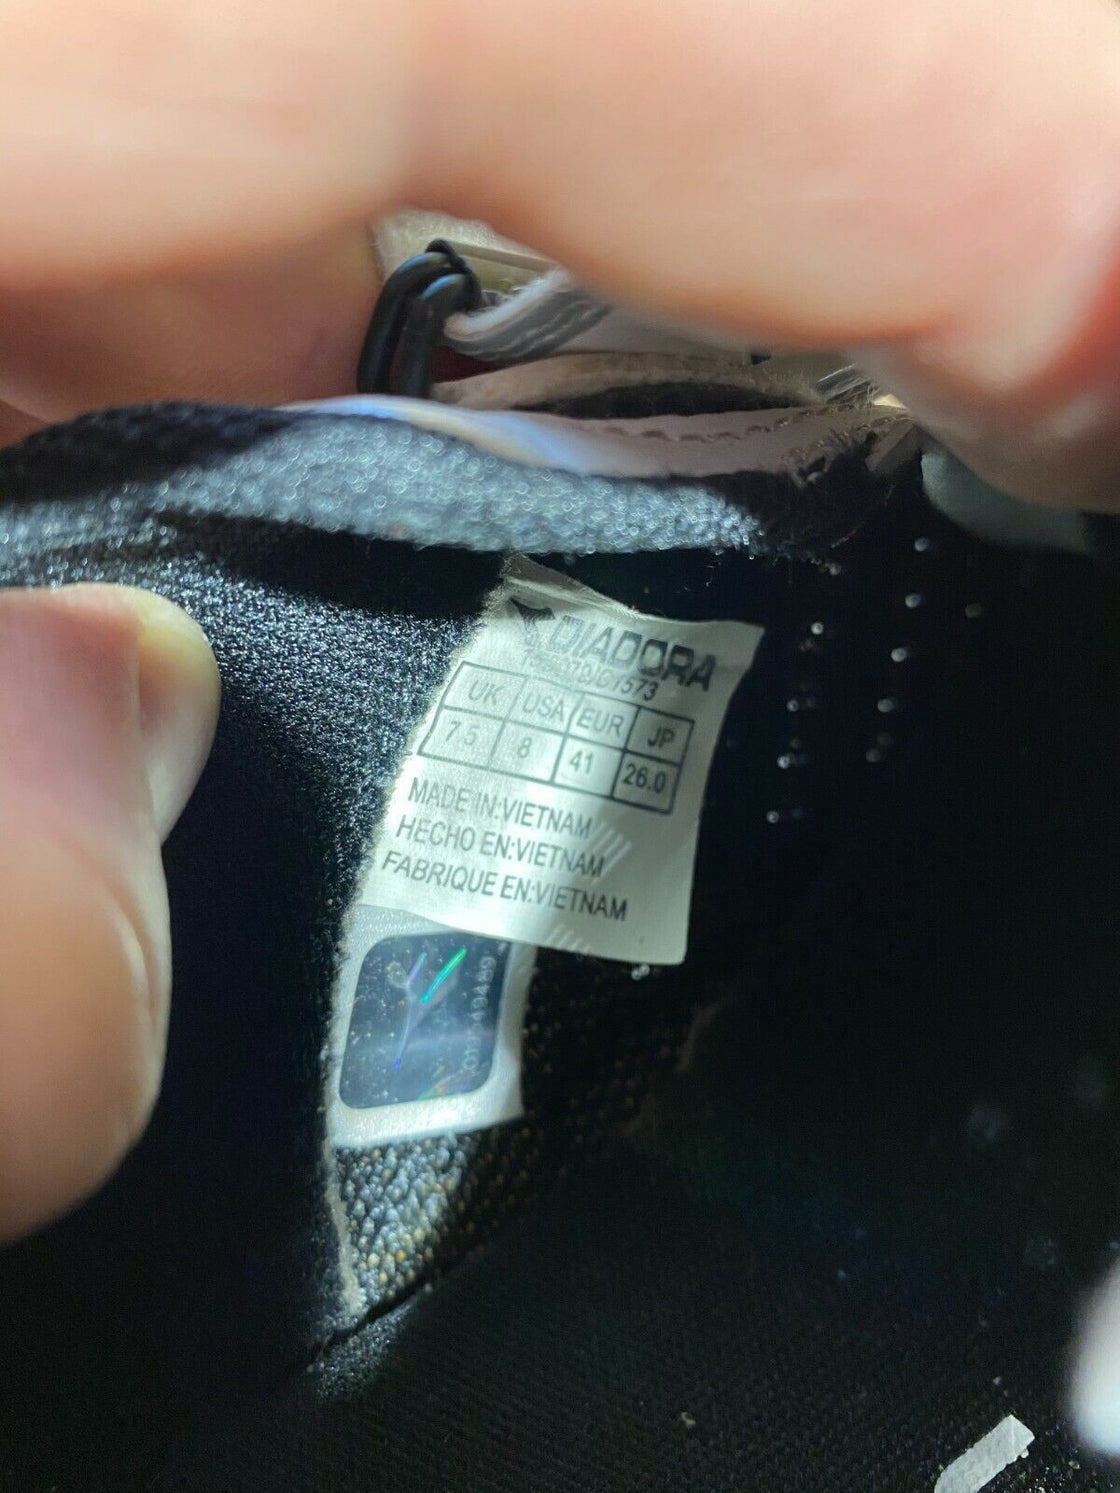 DIADORA
UK USA EUR JP
7.5 8 41 26.0
MADE IN:VIETNAM
HECHO EN:VIETNAM
FABRIQUE EN:VIETNAM